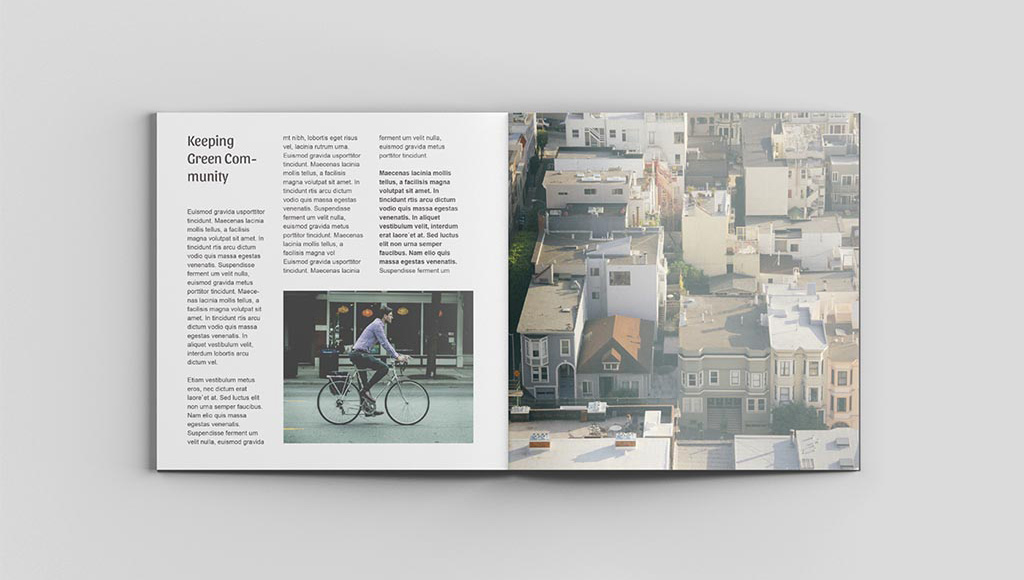 Keeping
Green Com-
munity
Euismod gravida usporttitor
tincidunt. Maecenas lacinia
mollis tellus, a facilisis
magna volutpat sit amet. In
tincidunt rtis arcu dictum
vodio quis massa egestas
venenatis. Suspendisse
ferment um velit nulla,
euismod gravida metus
porttitor tincidunt. Maece-
nas lacinia mollis tellus, a
facilisis magna volutpat sit
amet. In tincidunt rtis arcu
dictum vodio quis massa
egestas venenatis. In
aliquet vestibulum velit,
interdum lobortis arcu
dictum vel.
Etiam vestibulum metus
eros, nec dictum erat
laore et at. Sed luctus elit
non urna semper faucibus.
Nam elio quis massa
egestas venenatis.
Suspendisse ferment um
velit nulla, euismod gravida
mt nibh, lobortis eget risus
vel, lacinia rutrum urna.
Euismod gravida usporttitor
tincidunt. Maecenas lacinia
mollis tellus, a facilisis
magna volutpat sit amet. In
tincidunt rtis arcu dictum
vodio quis massa egestas
venenatis. Suspendisse
ferment um velit nulla,
euismod gravida metus
porttitor tincidunt. Maecenas
lacinia mollis tellus, a
facilisis magna vol
Euismod gravida usporttitor
tincidunt. Maecenas lacinia
ferment um velit nulla,
euismod gravida metus
porttitor tincidunt.
Maecenas lacinia mollis
tellus, a facilisis magna
volutpat sit amet. In
tincidunt rtis arcu dictum
vodio quis massa egestas
venenatis. In aliquet
vestibulum velit, interdum
erat laore et at. Sed luctus
elit non urna semper
faucibus. Nam elio quis
massa egestas venenatis.
Suspendisse ferment um